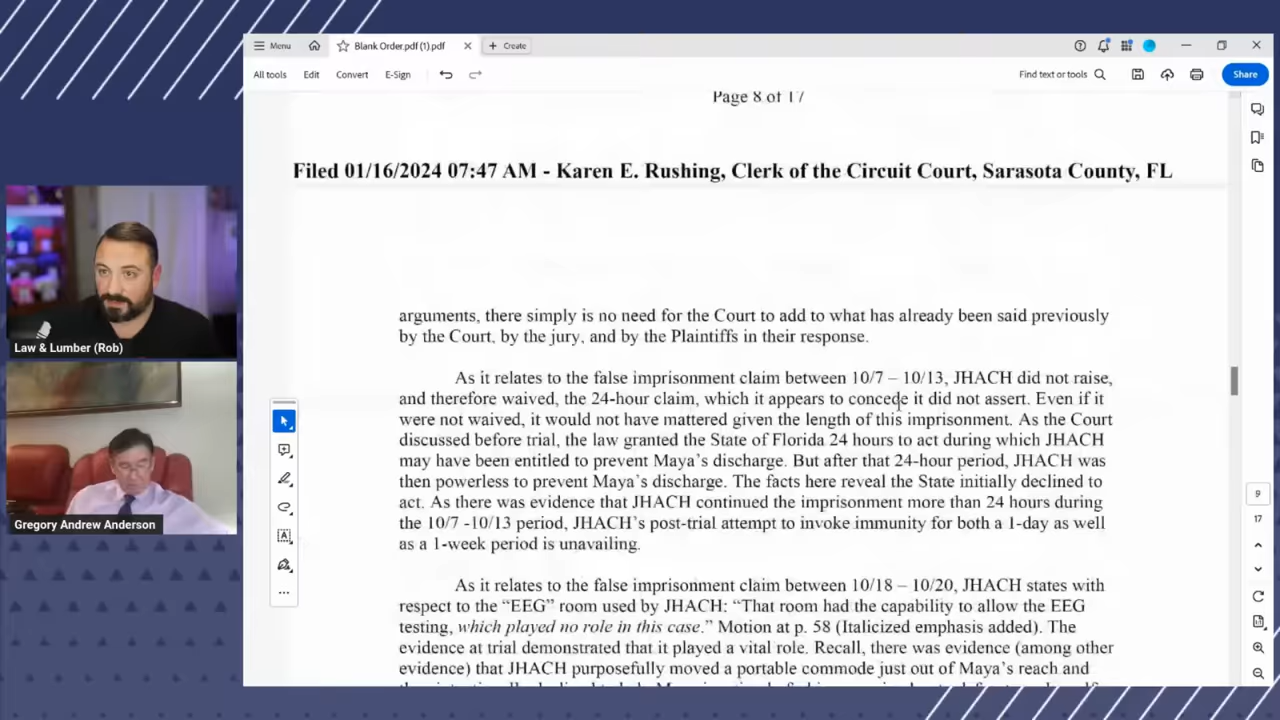 Menu
Blank Order.pdf (1).pdf
Create
All tools
Edit
Convert
E-Sign
Find text or tools
Share
Page 8 of 17
Filed 01/16/2024 07:47 AM - Karen E. Rushing, Clerk of the Circuit Court, Sarasota County, FL
arguments, there simply is no need for the Court to add to what has already been said previously
by the Court, by the jury, and by the Plaintiffs in their response.
As it relates to the false imprisonment claim between 10/7 – 10/13, JHACH did not raise,
and therefore waived, the 24-hour claim, which it appears to concede it did not assert. Even if it
were not waived, it would not have mattered given the length of this imprisonment. As the Court
discussed before trial, the law granted the State of Florida 24 hours to act during which JHACH
may have been entitled to prevent Maya's discharge. But after that 24-hour period, JHACH was
then powerless to prevent Maya's discharge. The facts here reveal the State initially declined to
act. As there was evidence that JHACH continued the imprisonment more than 24 hours during
the 10/7 -10/13 period, JHACH's post-trial attempt to invoke immunity for both a 1-day as well
as a 1-week period is unavailing.
As it relates to the false imprisonment claim between 10/18 – 10/20, JHACH states with
respect to the "EEG" room used by JHACH: "That room had the capability to allow the EEG
testing, which played no role in this case." Motion at p. 58 (Italicized emphasis added). The
evidence at trial demonstrated that it played a vital role. Recall, there was evidence (among other
evidence) that JHACH purposefully moved a portable commode just out of Maya's reach and
9
17
Law & Lumber (Rob)
Gregory Andrew Anderson